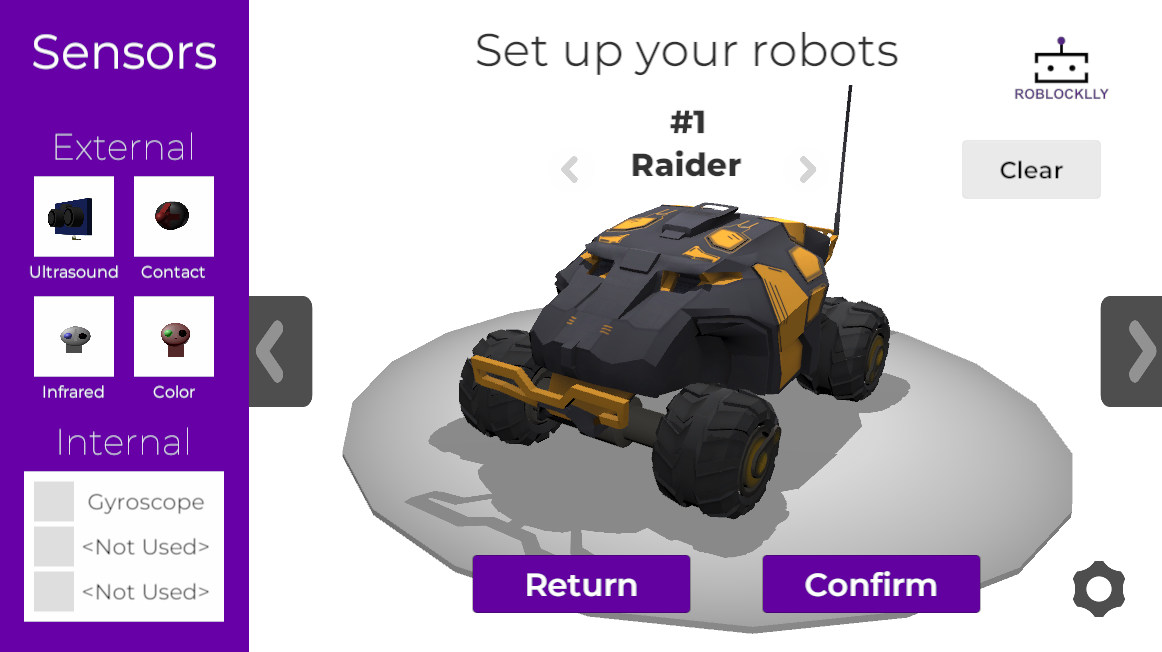 Sensors
External
Ultrasound
Contact
Infrared
Color
Internal
Gyroscope
<Not Used>
<Not Used>
Set up your robots
#1
Raider
ROBLOCKLLY
Clear
Return
Confirm